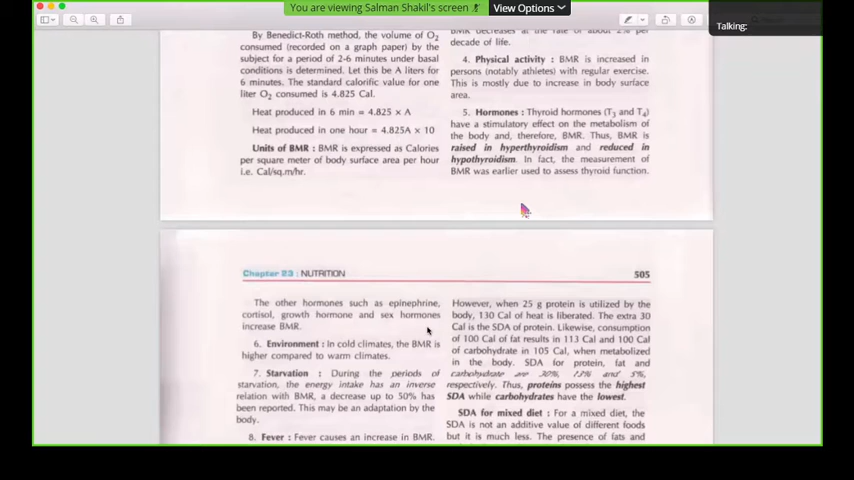 You are viewing Salman Shakil's screen
View Options
Talking:
By Benedict-Roth method, the volume of O2
consumed (recorded on a graph paper) by the
subject for a period of 2-6 minutes under basal
conditions is determined. Let this be A liters for
6 minutes. The standard calorific value for one
liter O2 consumed is 4.825 Cal.
Heat produced in 6 min = 4.825 × A
Heat produced in one hour = 4.825A × 10
Units of BMR : BMR is expressed as Calories
per square meter of body surface area per hour
i.e. Cal/sq.m/hr.
BMR decreases at the rate of about 2% per
decade of life.
4. Physical activity : BMR is increased in
persons (notably athletes) with regular exercise.
This is mostly due to increase in body surface
area.
5. Hormones : Thyroid hormones (T3 and T4)
have a stimulatory effect on the metabolism of
the body and, therefore, BMR. Thus, BMR is
raised in hyperthyroidism and reduced in
hypothyroidism. In fact, the measurement of
BMR was earlier used to assess thyroid function.
Chapter 23 : NUTRITION
505
The other hormones such as epinephrine,
cortisol, growth hormone and sex hormones
increase BMR.
6. Environment : In cold climates, the BMR is
higher compared to warm climates.
7. Starvation : During the periods of
starvation, the energy intake has an inverse
relation with BMR, a decrease up to 50% has
been reported. This may be an adaptation by the
body.
8. Fever : Fever causes an increase in BMR.
However, when 25 g protein is utilized by the
body, 130 Cal of heat is liberated. The extra 30
Cal is the SDA of protein. Likewise, consumption
of 100 Cal of fat results in 113 Cal and 100 Cal
of carbohydrate in 105 Cal, when metabolized
in the body. SDA for protein, fat and
carbohydrate are 30%, 13% and 5%,
respectively. Thus, proteins possess the highest
SDA while carbohydrates have the lowest.
SDA for mixed diet : For a mixed diet, the
SDA is not an additive value of different foods
but it is much less. The presence of fats and